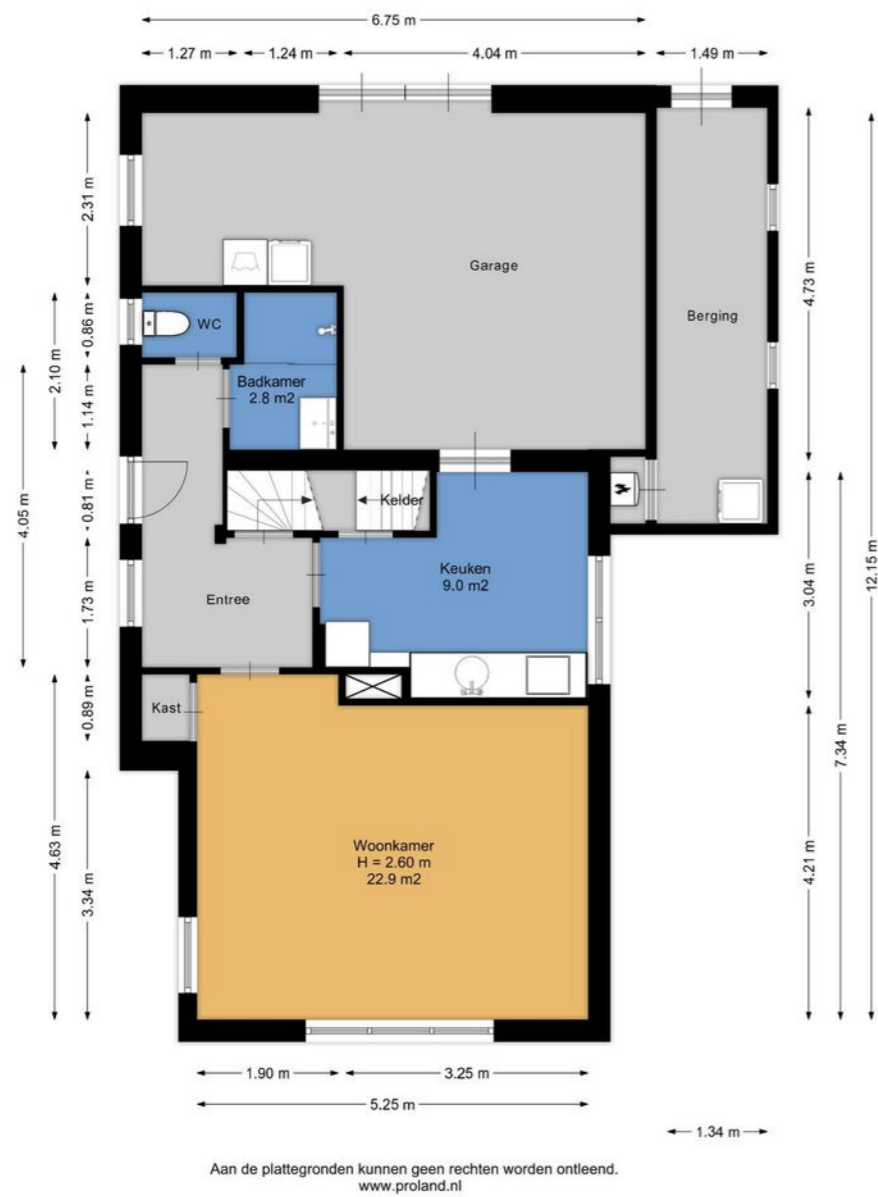 6.75 m
1.27 m
1.24 m
4.04 m
1.49 m
2.31 m
Garage
4.73 m
Berging
0.86 m
WC
2.10 m
Badkamer
2.8 m2
1.14 m
4.05 m
0.81 m
Kelder
12.15 m
Keuken
9.0 m2
3.04 m
1.73 m
Entree
0.89 m
Kast
7.34 m
Woonkamer
H = 2.60 m
22.9 m2
4.63 m
3.34 m
4.21 m
1.90 m
3.25 m
5.25 m
1.34 m
Aan de plattegronden kunnen geen rechten worden ontleend.
www.proland.nl